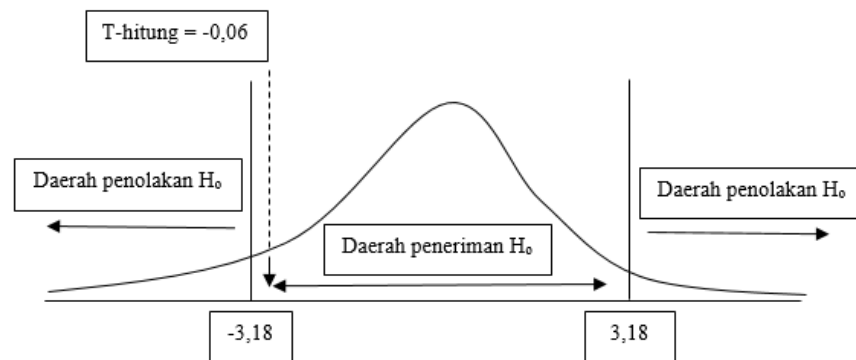 T-hitung = -0,06
Daerah penolakan H₀
Daerah penolakan H₀
Daerah peneriman H₀
-3,18
3,18